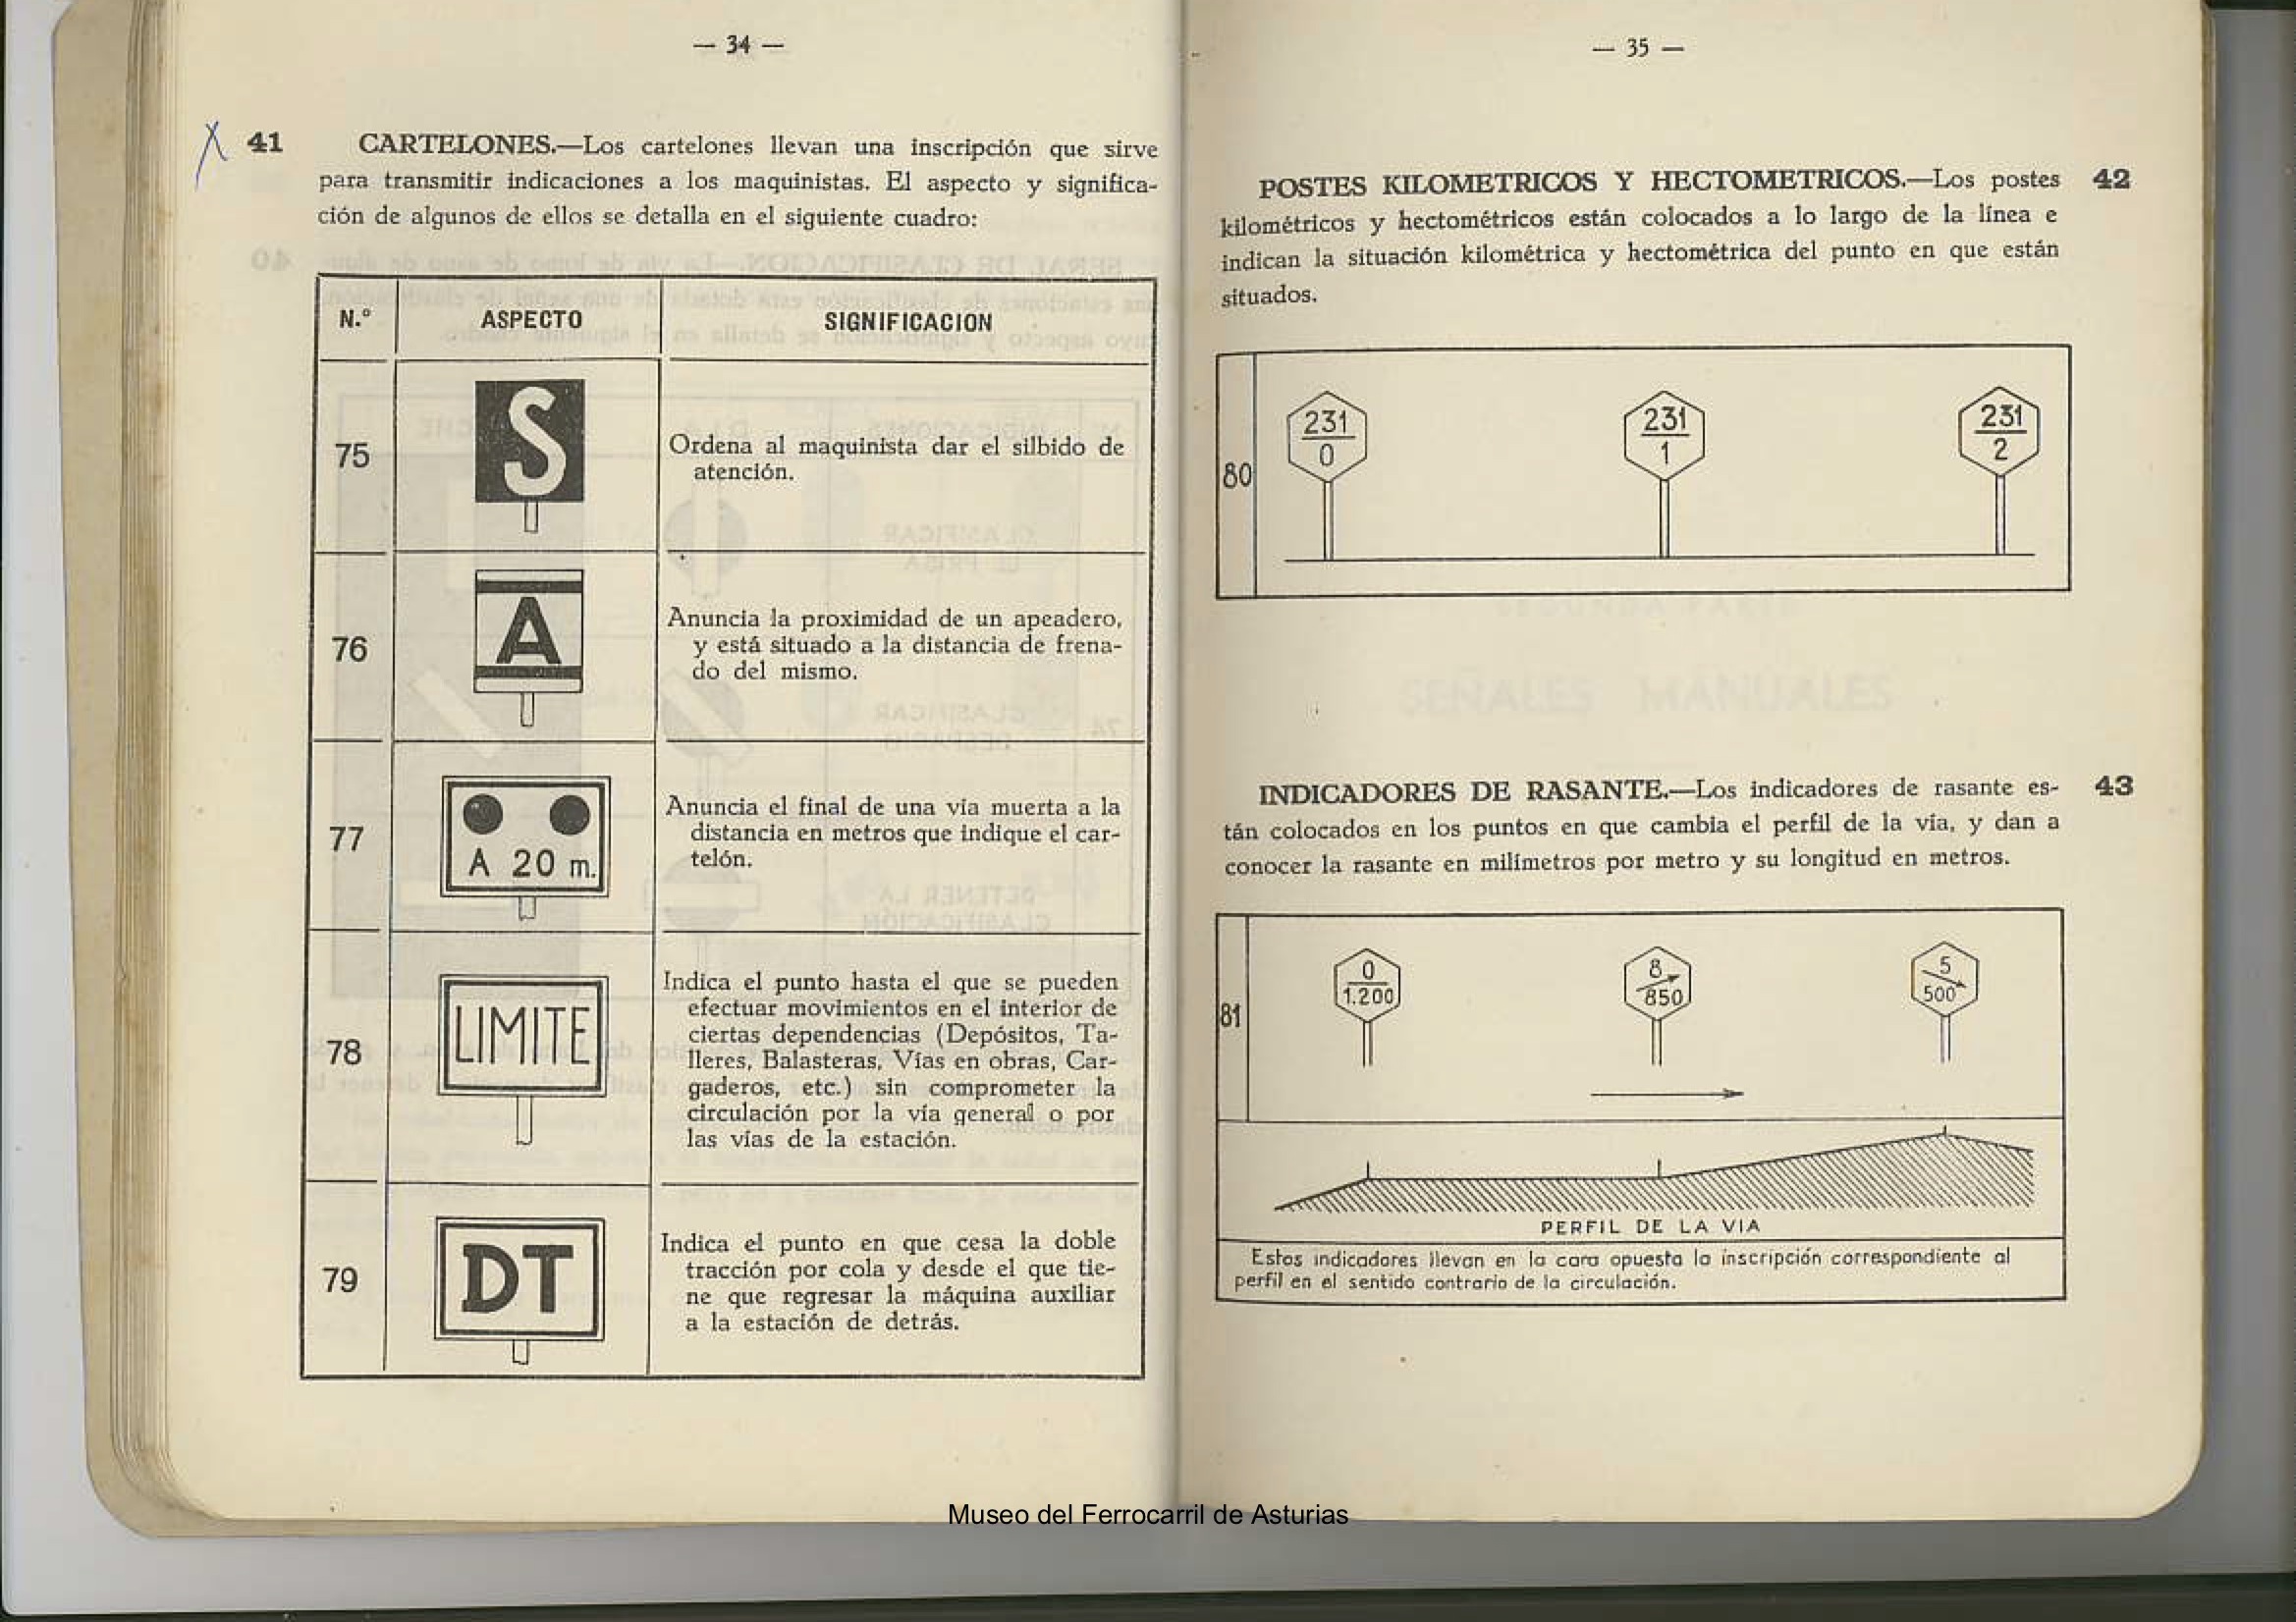 — 34 —
41 CARTELONES.—Los cartelones llevan una inscripción que sirve
para transmitir indicaciones a los maquinistas. El aspecto y significa-
ción de algunos de ellos se detalla en el siguiente cuadro:
N.° ASPECTO SIGNIFICACION
75
S
Ordena al maquinista dar el silbido de
atención.
76
A
Anuncia la proximidad de un apeadero,
y está situado a la distancia de frena-
do del mismo.
77
A 20 m.
Anuncia el final de una vía muerta a la
distancia en metros que indique el car-
telón.
78
LIMITE
Indica el punto hasta el que se pueden
efectuar movimientos en el interior de
ciertas dependencias (Depósitos, Ta-
lleres, Balasteras, Vías en obras, Car-
gaderos, etc.) sin comprometer la
circulación por la vía general o por
las vías de la estación.
79
DT
Indica el punto en que cesa la doble
tracción por cola y desde el que tie-
ne que regresar la máquina auxiliar
a la estación de detrás.
— 35 —
POSTES KILOMETRICOS Y HECTOMETRICOS.—Los postes 42
kilométricos y hectométricos están colocados a lo largo de la línea e
indican la situación kilométrica y hectométrica del punto en que están
situados.
80
231
0
231
1
231
2
INDICADORES DE RASANTE.—Los indicadores de rasante es- 43
tán colocados en los puntos en que cambia el perfil de la vía, y dan a
conocer la rasante en milímetros por metro y su longitud en metros.
81
0
1.200
8
850
5
500
PERFIL DE LA VIA
Estos indicadores llevan en la cara opuesta la inscripción correspondiente al
perfil en el sentido contrario de la circulación.
Museo del Ferrocarril de Asturias